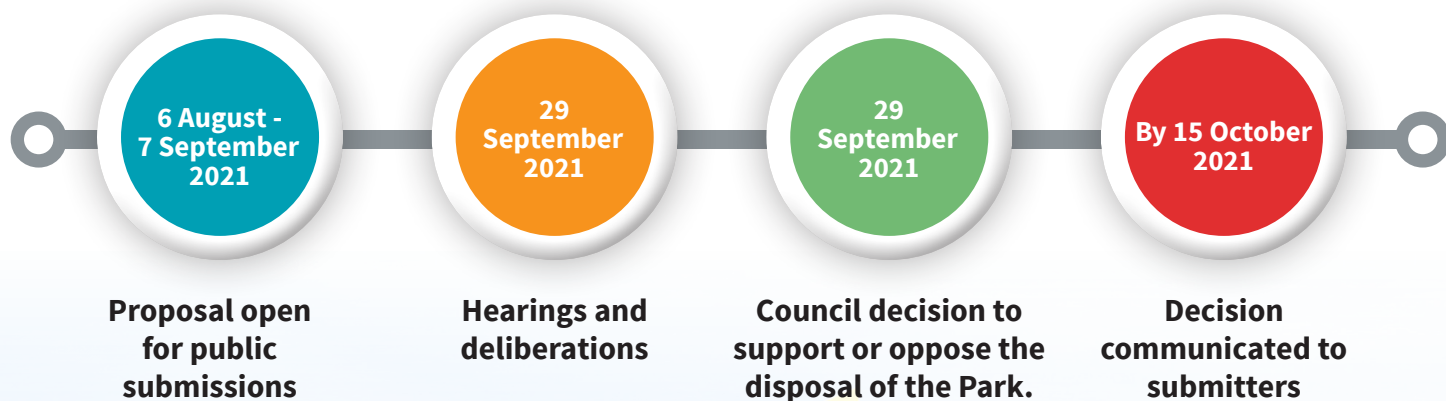 6 August -
7 September
2021
29
September
2021
29
September
2021
By 15 October
2021
Proposal open
for public
submissions
Hearings and
deliberations
Council decision to
support or oppose the
disposal of the Park.
Decision
communicated to
submitters